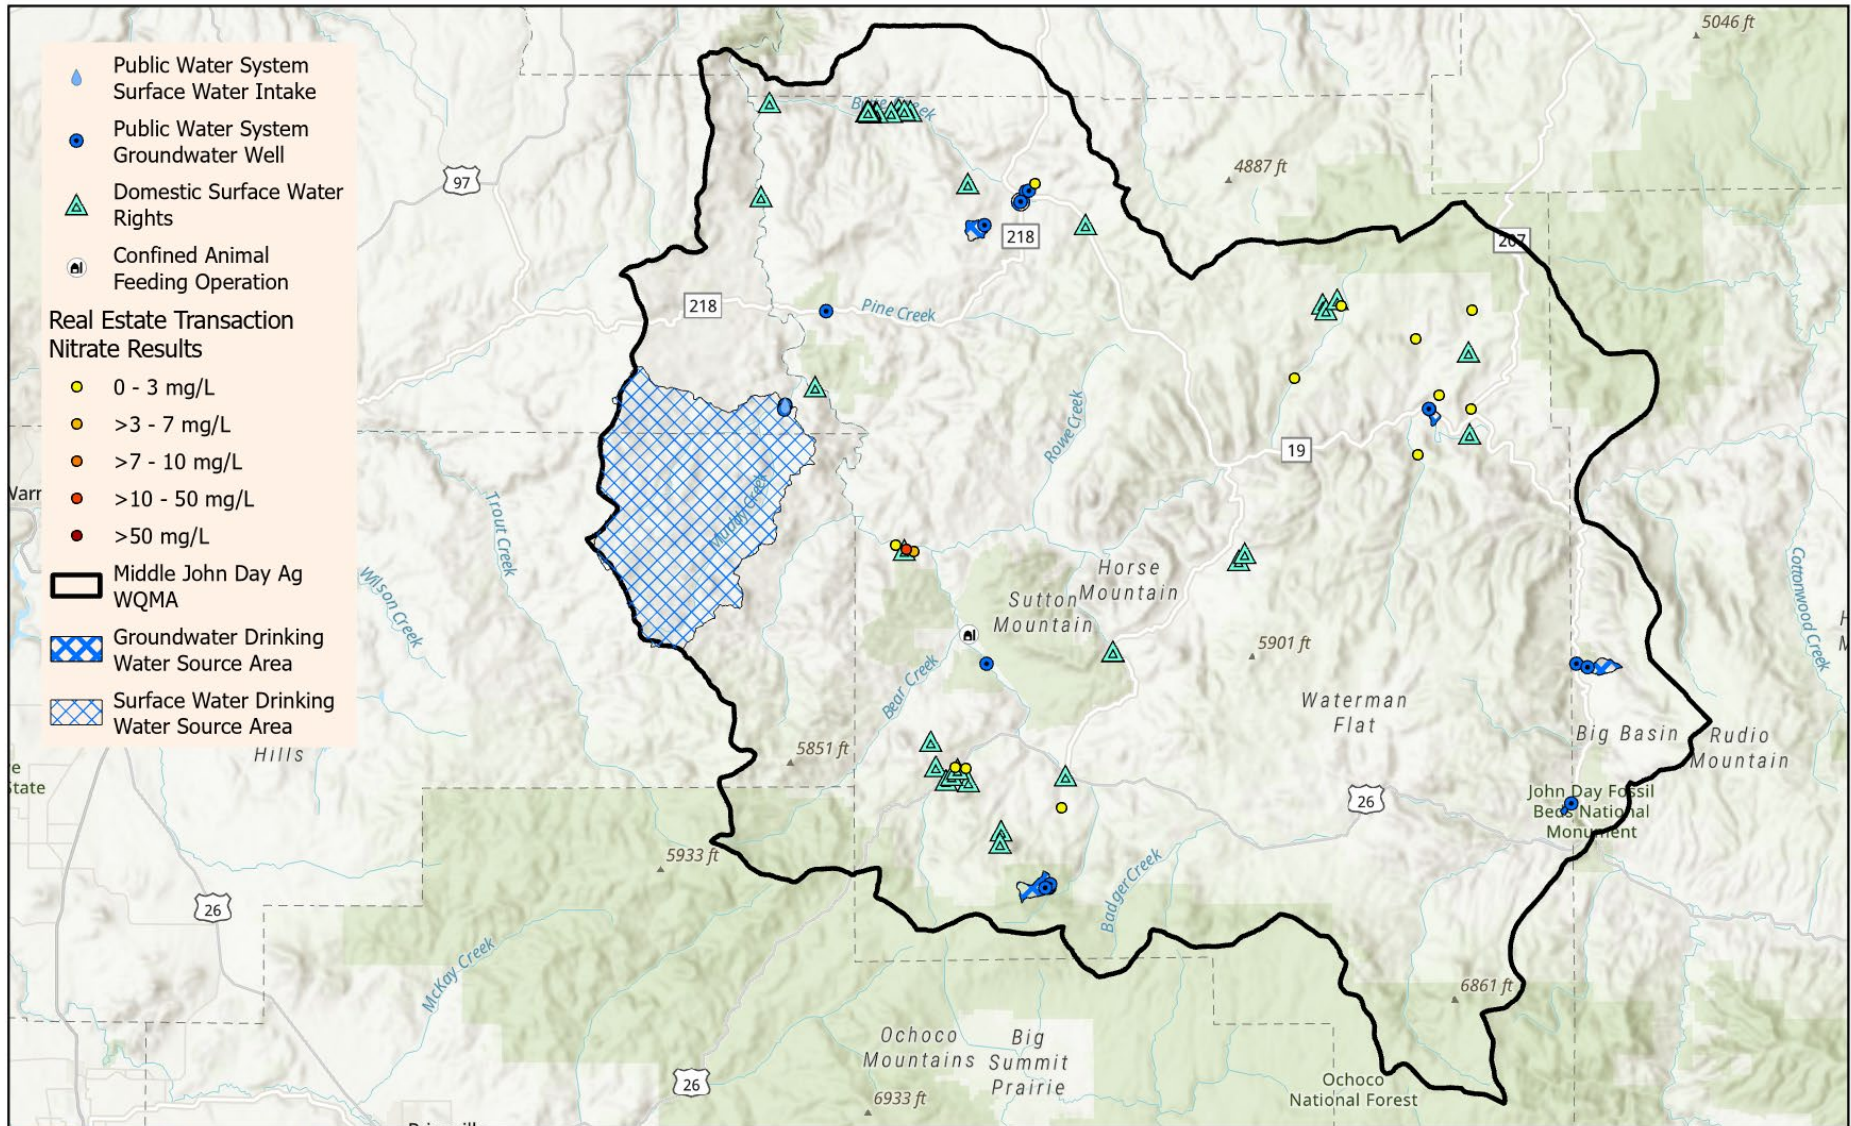 Public Water System
Surface Water Intake
Public Water System
Groundwater Well
Domestic Surface Water
Rights
Confined Animal
Feeding Operation
Real Estate Transaction
Nitrate Results
0 - 3 mg/L
>3 - 7 mg/L
>7 - 10 mg/L
>10 - 50 mg/L
>50 mg/L
Middle John Day Ag
WQMA
Groundwater Drinking
Water Source Area
Surface Water Drinking
Water Source Area
5046 ft
97
4887 ft
218
207
218
Pine Creek
Rowe Creek
19
Muddy Creek
Trout Creek
Wilson Creek
Cottonwood Creek
Horse
Mountain
Sutton
Mountain
5901 ft
Bear Creek
Waterman
Flat
Big Basin
Rudio
Mountain
Hills
5851 ft
State
26
John Day Fossil
Beds National
Monument
5933 ft
Badger Creek
26
McKay Creek
6861 ft
Ochoco
Mountains
Big
Summit
Prairie
26
Ochoco
National Forest
6933 ft